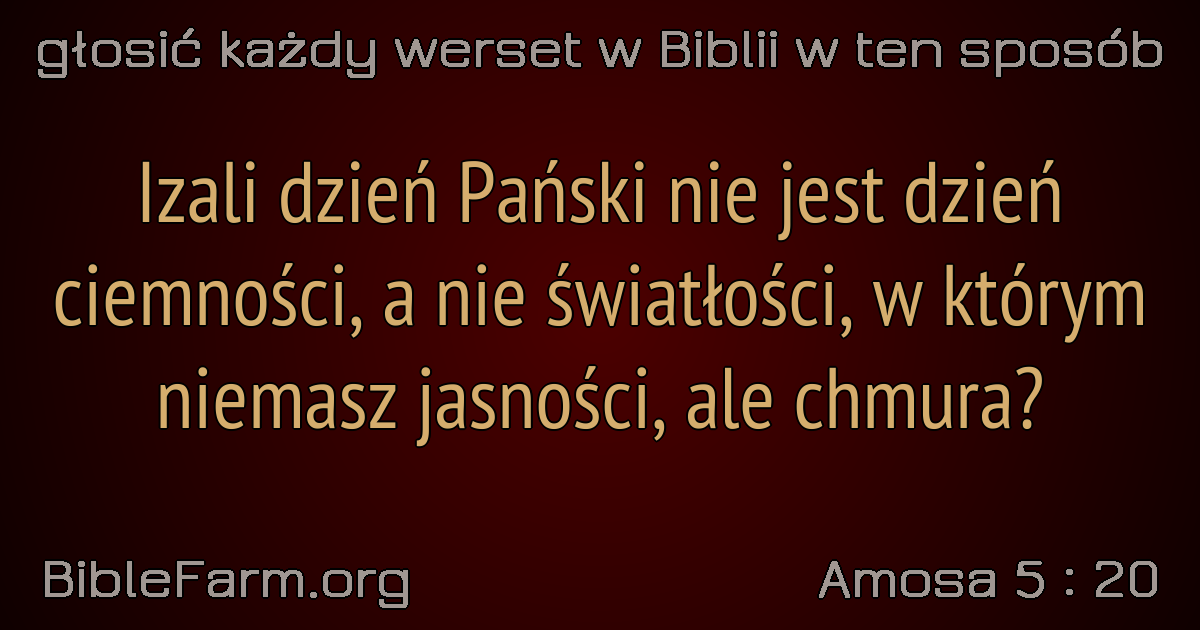 głosić każdy werset w Biblii w ten sposób
Izali dzień Pański nie jest dzień
ciemności, a nie światłości, w którym
niemasz jasności, ale chmura?
BibleFarm.org
Amosa 5 : 20